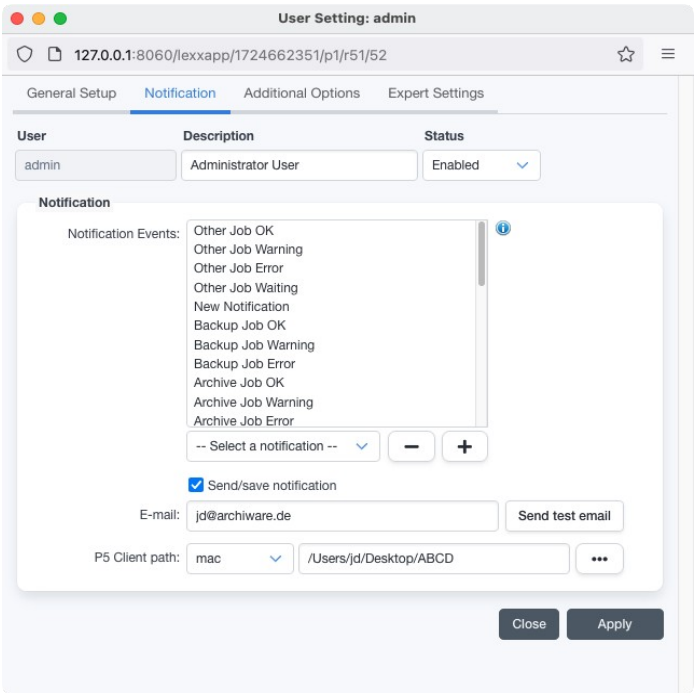 User Setting: admin
127.0.0.1:8060/lexxapp/1724662351/p1/r51/52
General Setup Notification Additional Options Expert Settings
User Description Status
admin Administrator User Enabled
Notification
Notification Events:
Other Job OK
Other Job Warning
Other Job Error
Other Job Waiting
New Notification
Backup Job OK
Backup Job Warning
Backup Job Error
Archive Job OK
Archive Job Warning
Archive Job Error
-- Select a notification --
Send/save notification
E-mail: jd@archiware.de Send test email
P5 Client path: mac /Users/jd/Desktop/ABCD
Close Apply